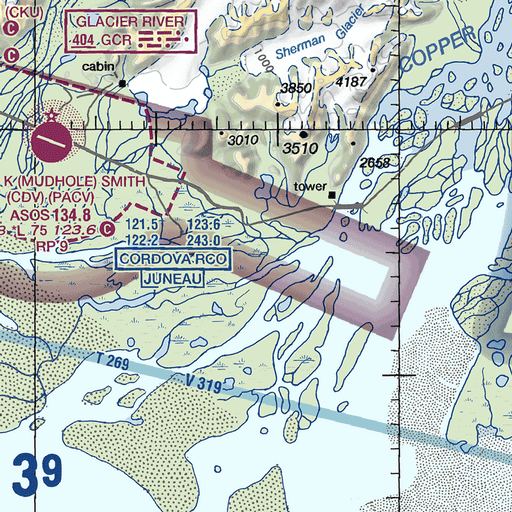 (CKU)
C
C
GLACIER RIVER
404 GCR
cabin
1000
Sherman Glacier
COPPER
3850
4187
3010
3510
2658
tower
LK (MUDHOLE) SMITH
(CDV) (PACV)
ASOS 134.8
L 75 123.6 C
RP 9
121.5 123.6
122.2 243.0
CORDOVA RCO
JUNEAU
T 269
V 319
39